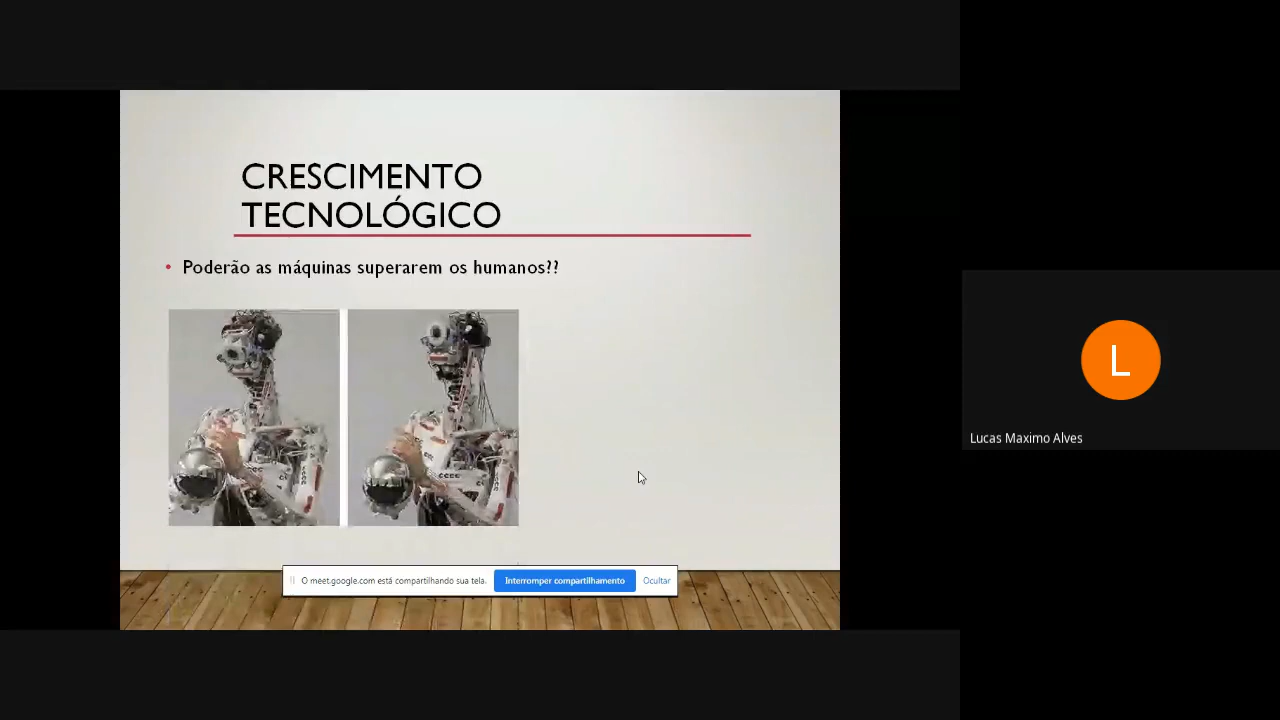 CRESCIMENTO
TECNOLÓGICO
• Poderão as máquinas superarem os humanos??
O meet.google.com está compartilhando sua tela.
Interromper compartilhamento
Ocultar
L
Lucas Maximo Alves